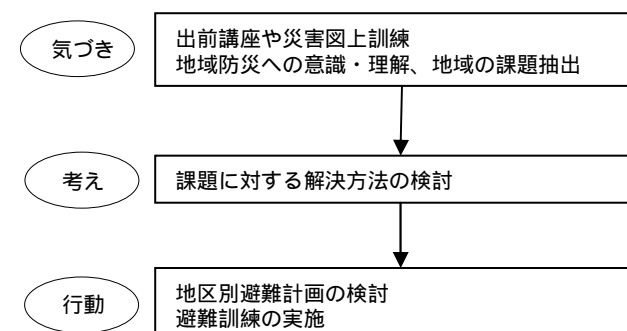 気づき
出前講座や災害図上訓練
地域防災への意識・理解、地域の課題抽出
考え
課題に対する解決方法の検討
行動
地区別避難計画の検討
避難訓練の実施